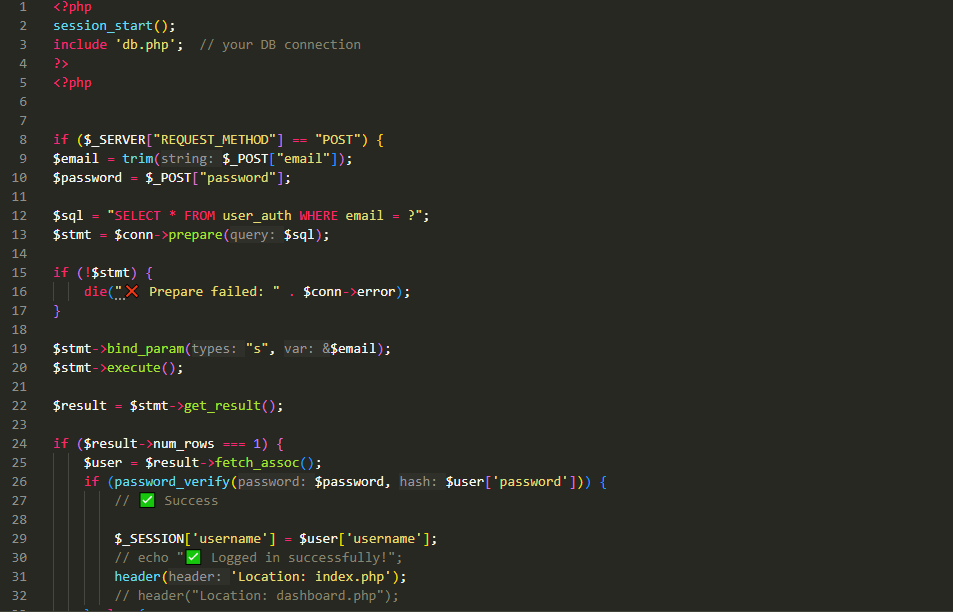 1 <?php
2 session_start();
3 include 'db.php';  // your DB connection
4 ?>
5 <?php
6
7
8 if ($_SERVER["REQUEST_METHOD"] == "POST") {
9 $email = trim(string: $_POST["email"]);
10 $password = $_POST["password"];
11
12 $sql = "SELECT * FROM user_auth WHERE email = ?";
13 $stmt = $conn->prepare(query: $sql);
14
15 if (!$stmt) {
16     die("❌ Prepare failed: " . $conn->error);
17 }
18
19 $stmt->bind_param(types: "s", var: &$email);
20 $stmt->execute();
21
22 $result = $stmt->get_result();
23
24 if ($result->num_rows === 1) {
25     $user = $result->fetch_assoc();
26     if (password_verify(password: $password, hash: $user['password'])) {
27         // ✅ Success
28
29         $_SESSION['username'] = $user['username'];
30         // echo "✅ Logged in successfully!";
31         header(header: 'Location: index.php');
32         // header("Location: dashboard.php");